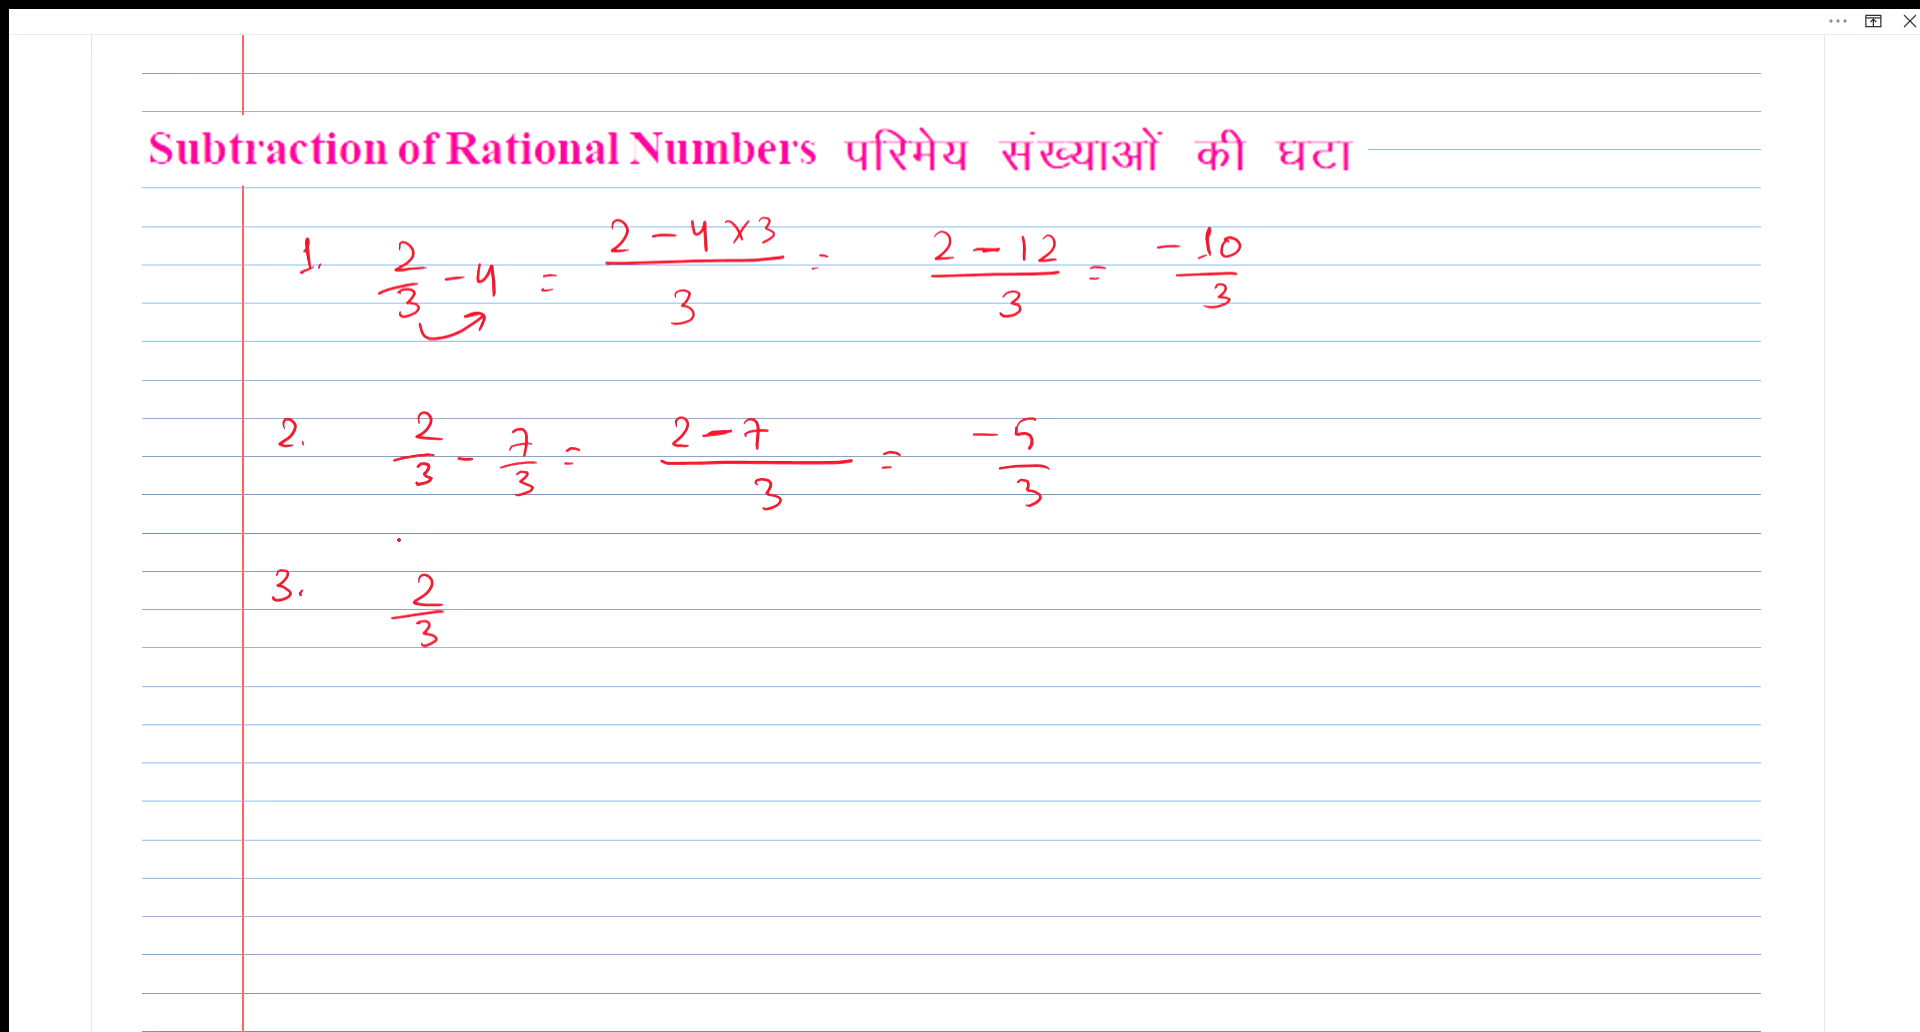 Subtraction of Rational Numbers परिमेय संख्याओं की घटा
1. 2/3 - 4 = (2 - 4 × 3)/3 = (2 - 12)/3 = -10/3
2. 2/3 - 7/3 = (2 - 7)/3 = -5/3
3. 2/3